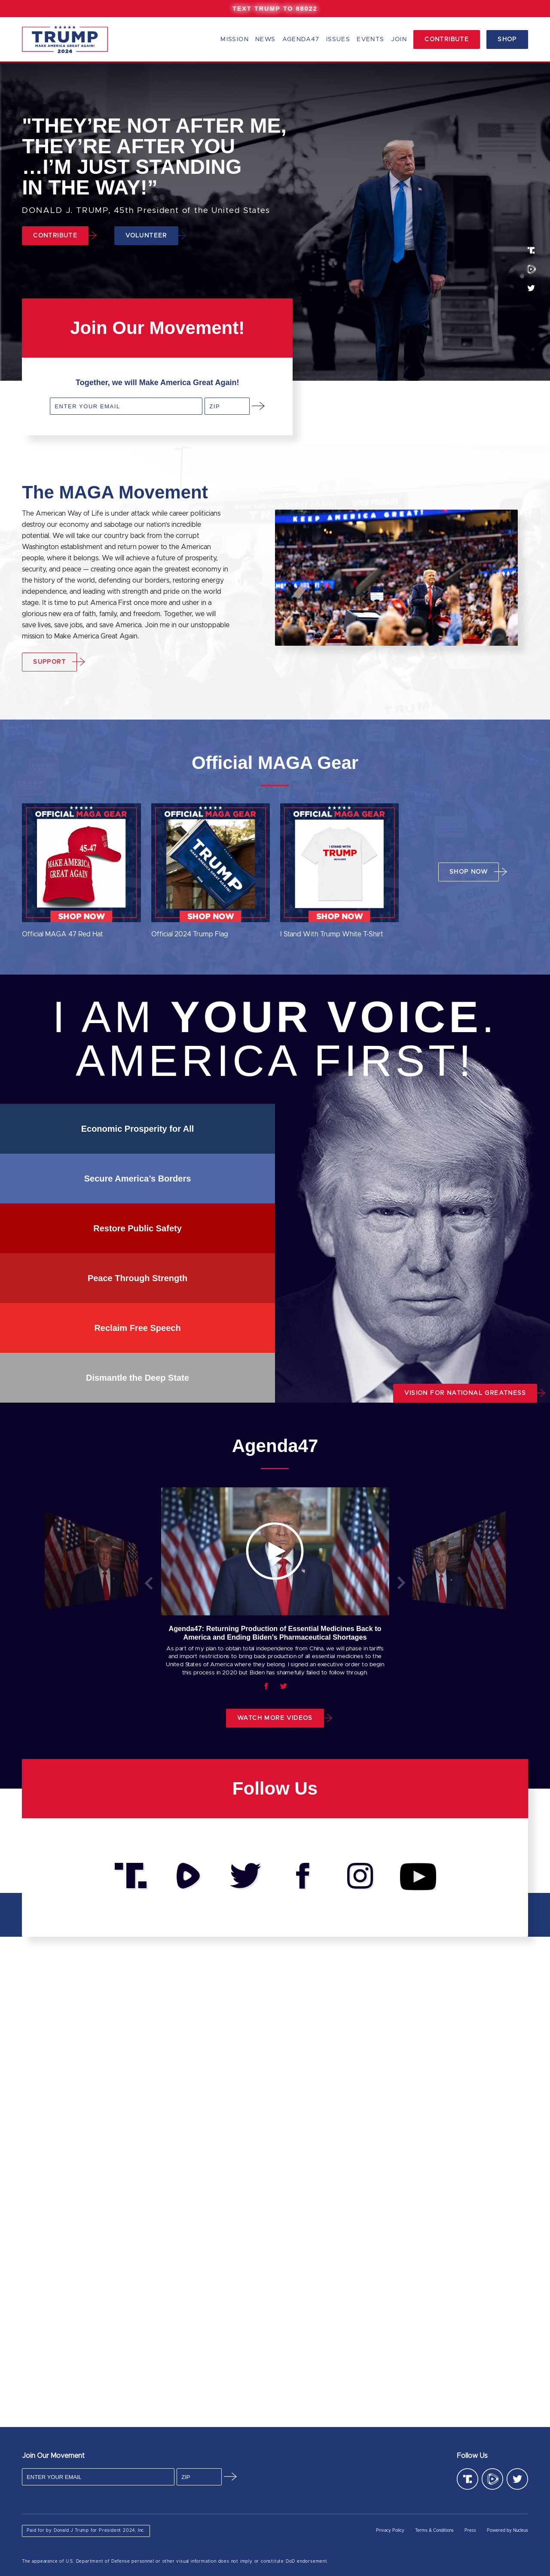 TEXT TRUMP TO 88022
TRUMP
MAKE AMERICA GREAT AGAIN!
2024
MISSION NEWS AGENDA47 ISSUES EVENTS JOIN CONTRIBUTE SHOP
"THEY’RE NOT AFTER ME,
THEY’RE AFTER YOU
…I’M JUST STANDING
IN THE WAY!”
DONALD J. TRUMP, 45th President of the United States
CONTRIBUTE VOLUNTEER
Join Our Movement!
Together, we will Make America Great Again!
ENTER YOUR EMAIL ZIP
The MAGA Movement
The American Way of Life is under attack while career politicians
destroy our economy and sabotage our nation's incredible
potential. We will take our country back from the corrupt
Washington establishment and return power to the American
people, where it belongs. We will achieve a future of prosperity,
security, and peace — creating once again the greatest economy in
the history of the world, defending our borders, restoring energy
independence, and leading with strength and pride on the world
stage. It is time to put America First once more and usher in a
glorious new era of faith, family, and freedom. Together, we will
save lives, save jobs, and save America. Join me in our unstoppable
mission to Make America Great Again.
KEEP AMERICA GREAT!
SUPPORT
Official MAGA Gear
OFFICIAL MAGA GEAR
45-47
MAKE AMERICA
GREAT AGAIN
SHOP NOW
Official MAGA 47 Red Hat
OFFICIAL MAGA GEAR
TRUMP
SHOP NOW
Official 2024 Trump Flag
OFFICIAL MAGA GEAR
I STAND WITH
TRUMP
SHOP NOW
I Stand With Trump White T-Shirt
SHOP NOW
I AM YOUR VOICE.
AMERICA FIRST!
Economic Prosperity for All
Secure America’s Borders
Restore Public Safety
Peace Through Strength
Reclaim Free Speech
Dismantle the Deep State
VISION FOR NATIONAL GREATNESS
Agenda47
Agenda47: Returning Production of Essential Medicines Back to
America and Ending Biden’s Pharmaceutical Shortages
As part of my plan to obtain total independence from China, we will phase in tariffs
and import restrictions to bring back production of all essential medicines to the
United States of America where they belong. I signed an executive order to begin
this process in 2020 but Biden has shamefully failed to follow through.
WATCH MORE VIDEOS
Follow Us
Join Our Movement
ENTER YOUR EMAIL ZIP
Follow Us
Paid for by Donald J Trump for President 2024, Inc
Privacy Policy Terms & Conditions Press Powered by Nucleus
The appearance of U.S. Department of Defense personnel or other visual information does not imply or constitute DoD endorsement